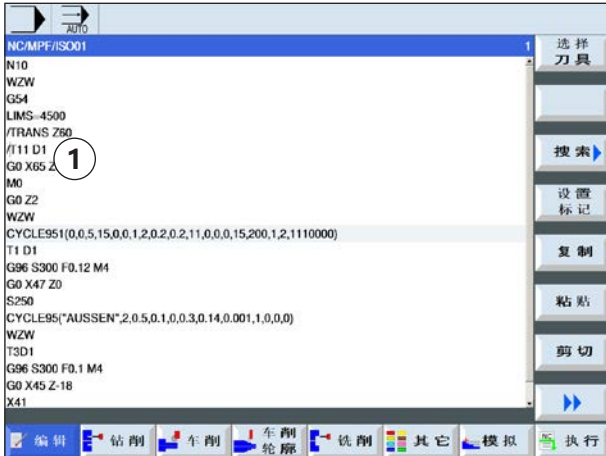 AUTO
NC/MPF/ISO01 1
N10
WZW
G54
LIMS=4500
/TRANS Z60
/T11 D1
G0 X65 Z
1
M0
G0 Z2
WZW
CYCLE951(0,0,5,15,0,0,1,2,0.2,0.2,11,0,0,0,15,200,1,2,1110000)
T1 D1
G96 S300 F0.12 M4
G0 X47 Z0
S250
CYCLE95("AUSSEN",2,0.5,0.1,0,0.3,0.14,0.001,1,0,0,0)
WZW
T3D1
G96 S300 F0.1 M4
G0 X45 Z-18
X41
选择
刀具
搜索
设置
标记
复制
粘贴
剪切
编辑
钻削
车削
车削
轮廓
铣削
其它
模拟
NC
执行